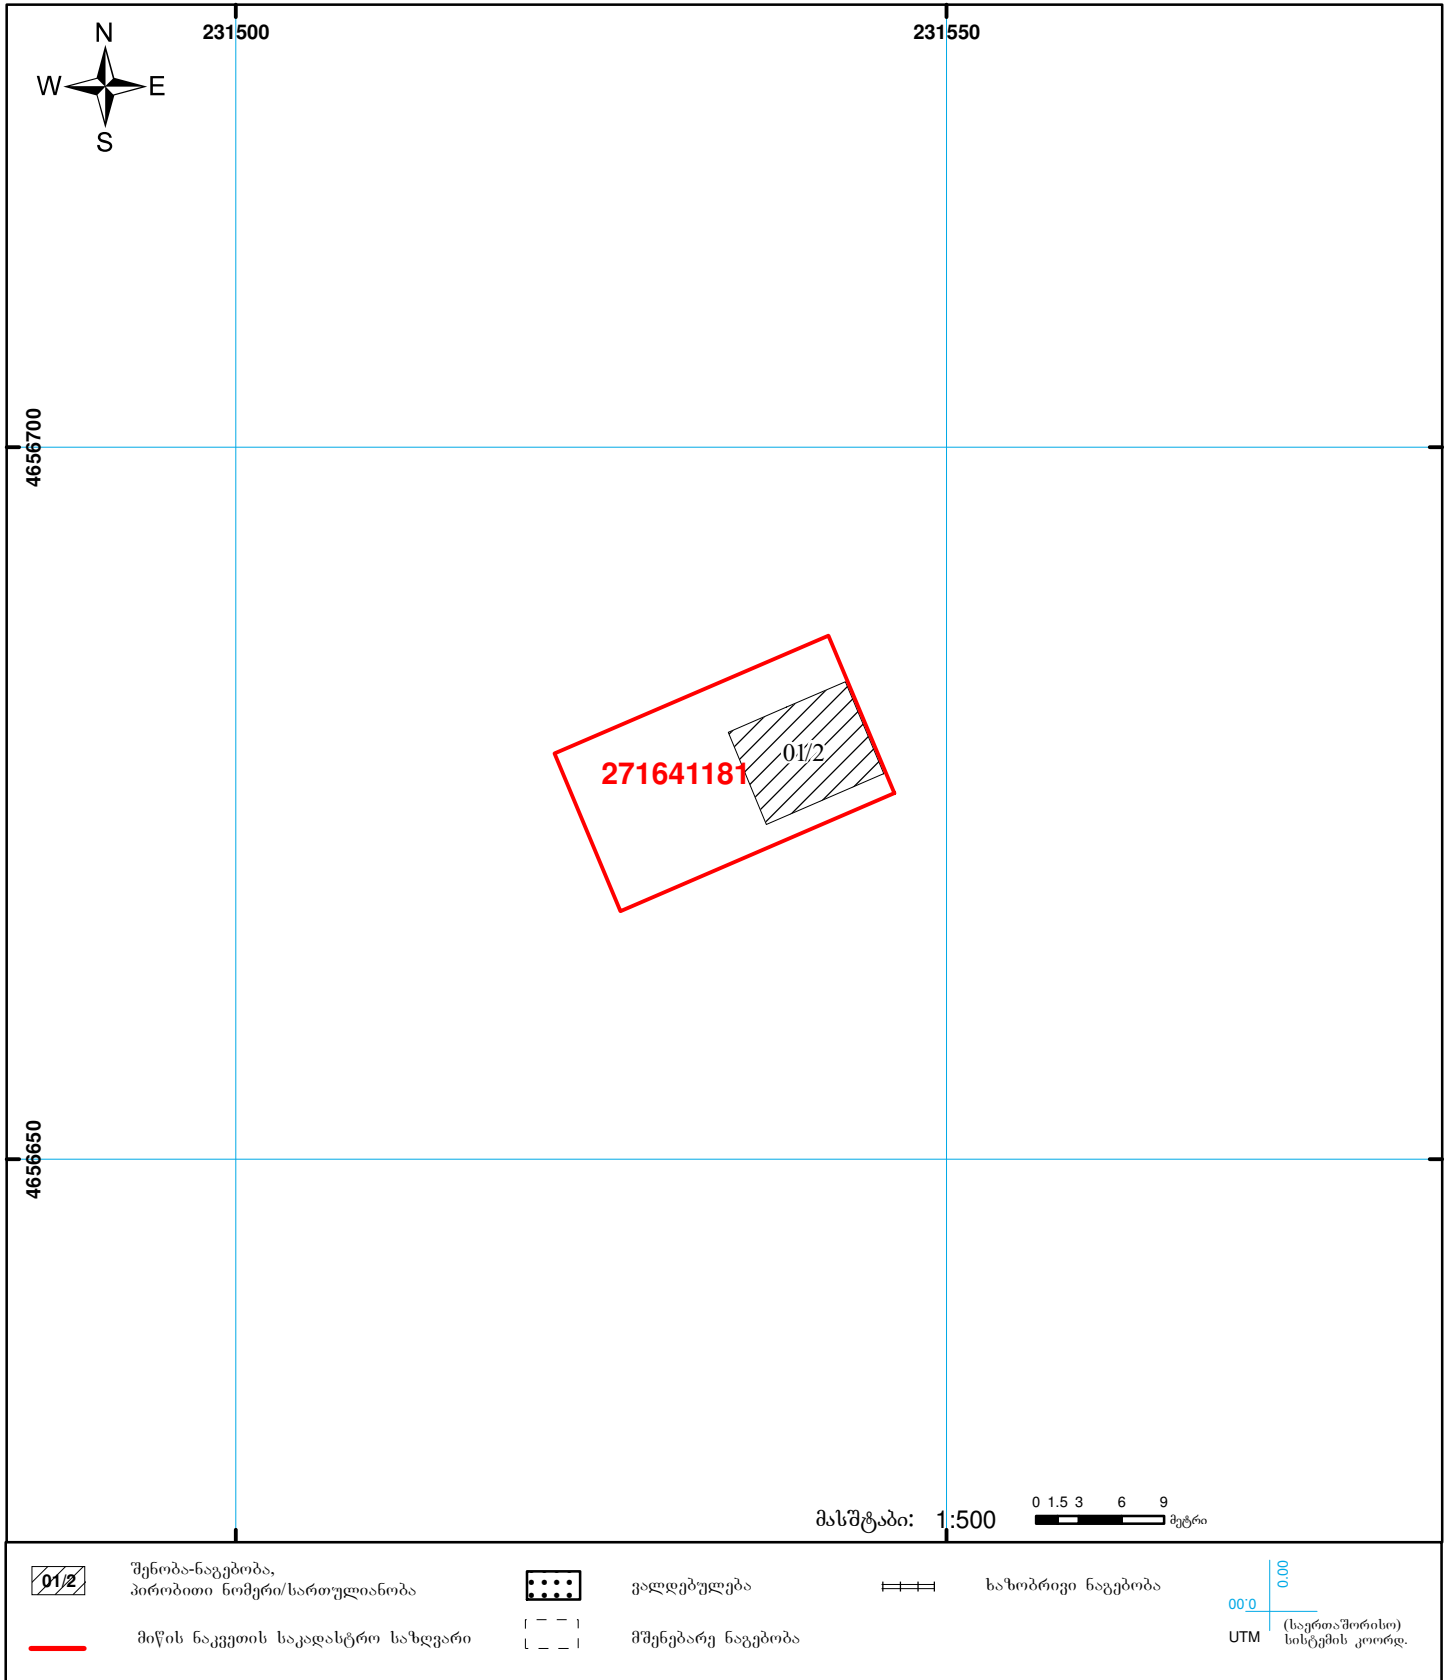 231500
231550
N
W E
S
4656700
271641181
01/2
4656650
მასშტაბი: 1:500
0 1.5 3 6 9
მეტრი
01/2
შენობა-ნაგებობა,
პირობითი ნომერი/სართულიანობა
ვალდებულება
ხაზობრივი ნაგებობა
მიწის ნაკვეთის საკადასტრო საზღვარი
მშენებარე ნაგებობა
00.0
00.0
UTM
(საერთაშორისო)
სისტემის კოორდ.